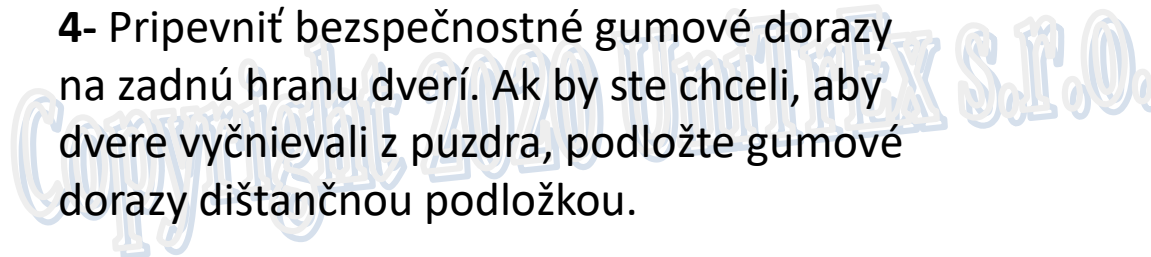 4- Pripevniť bezspečnostné gumové dorazy
na zadnú hranu dverí. Ak by ste chceli, aby
dvere vyčnievali z puzdra, podložte gumové
dorazy dištančnou podložkou.
Copyright 2020 UniTrEx S.r.O.